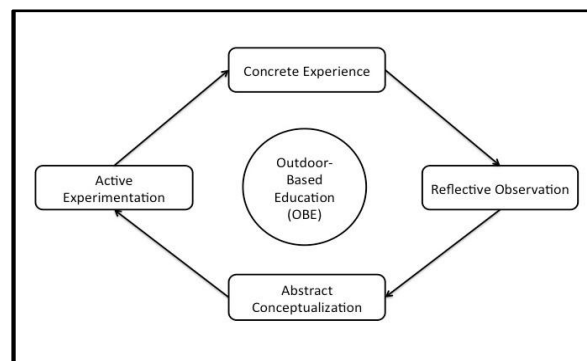 Concrete Experience
Active
Experimentation
Outdoor-
Based
Education
(OBE)
Reflective Observation
Abstract
Conceptualization